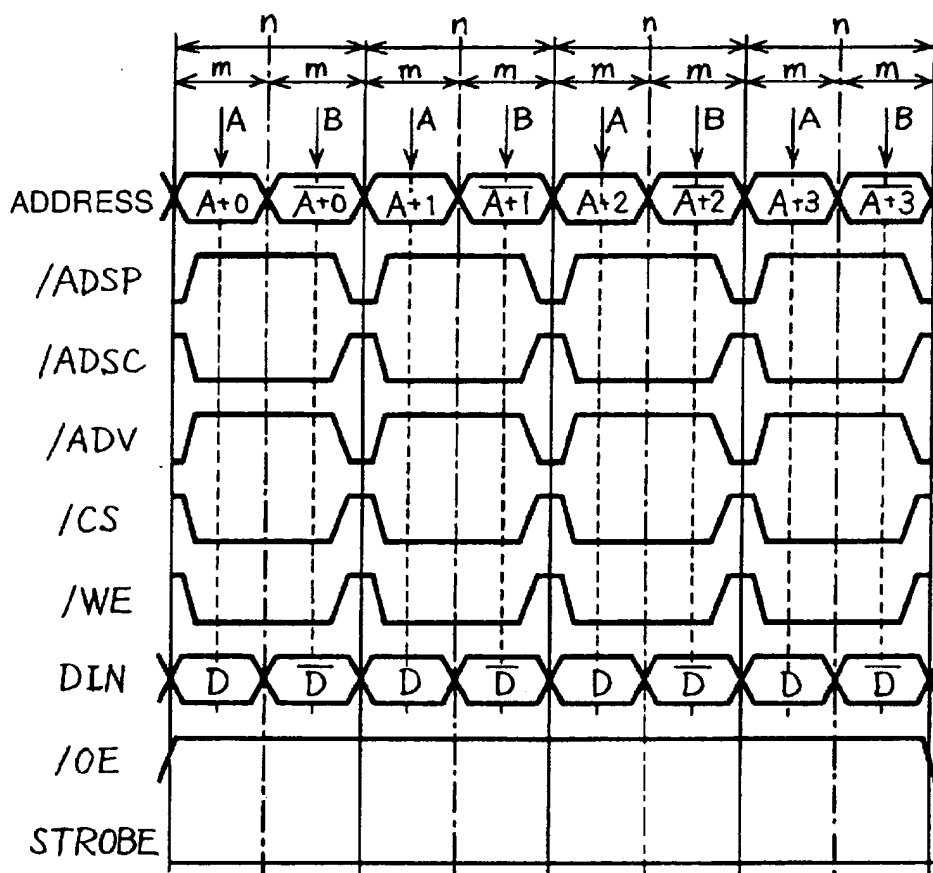 n n n n
m m m m m m m m
A B A B A B A B
ADDRESS A+0 A̅+̅0̅ A+1 A̅+̅1̅ A+2 A̅+̅2̅ A+3 A̅+̅3̅
/ADSP
/ADSC
/ADV
/CS
/WE
DIN D D̅ D D̅ D D̅ D D̅
/OE
STROBE